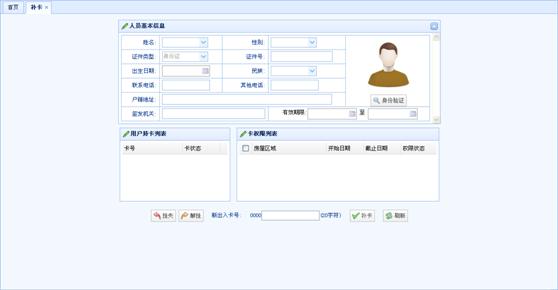 首页 补卡 ×
人员基本信息
姓名: 性别:
证件类型: 身份证 证件号:
出生日期: 民族:
联系电话: 其他电话:
户籍地址:
签发机关: 有效期限: 至
身份验证
用户持卡列表 卡权限列表
卡号 卡状态 房屋区域 开始日期 截止日期 权限状态
挂失 解挂 新出入卡号: 0000 (20字符) 补卡 刷新